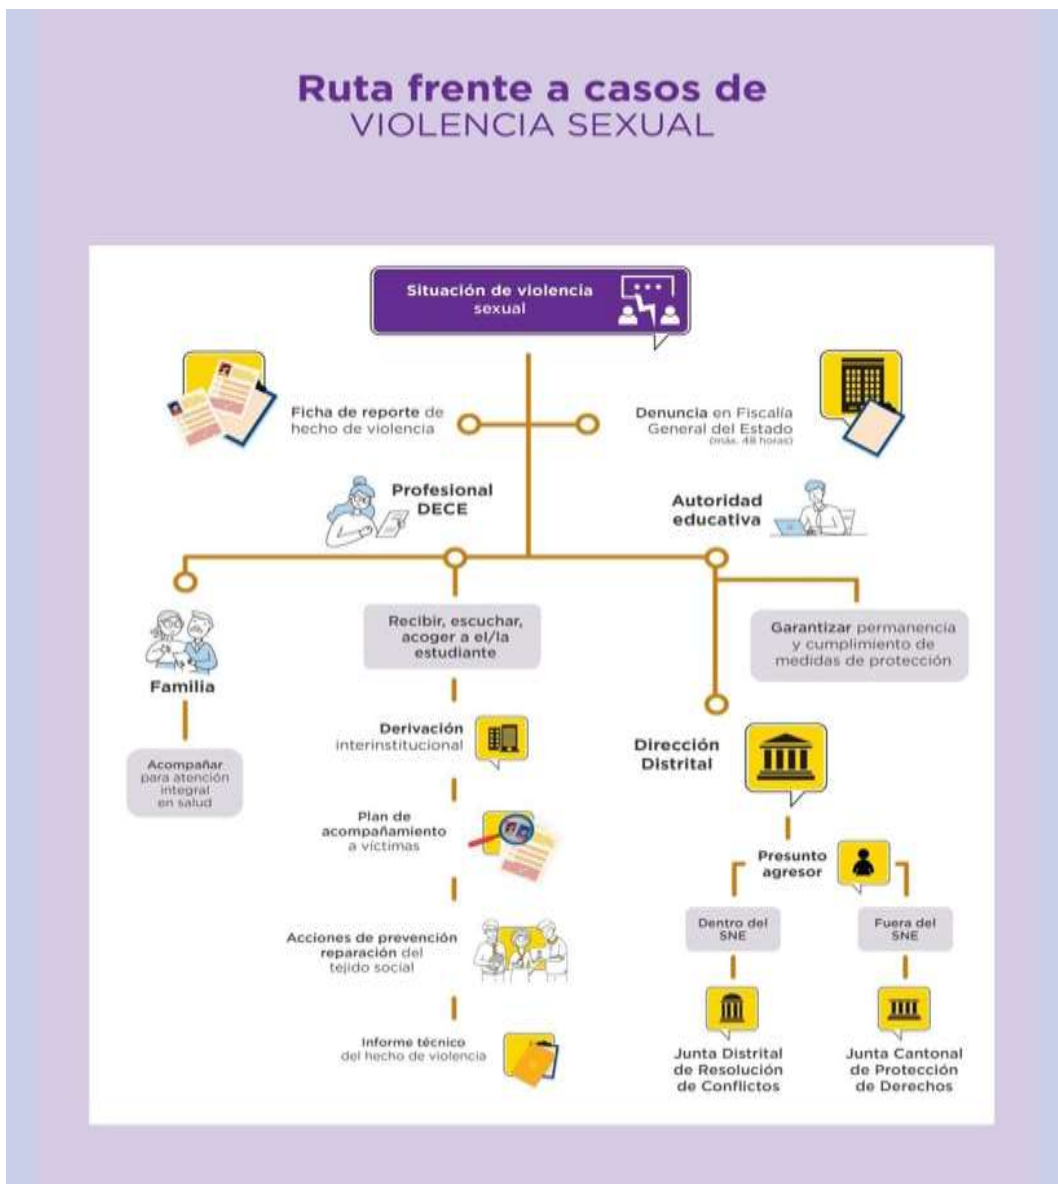 Ruta frente a casos de
VIOLENCIA SEXUAL
Situación de violencia
sexual
Ficha de reporte de
hecho de violencia
Denuncia en Fiscalía
General del Estado
(máx. 48 horas)
Profesional
DECE
Autoridad
educativa
Familia
Acompañar
para atención
integral
en salud
Recibir, escuchar,
acoger a el/la
estudiante
Derivación
interinstitucional
Plan de
acompañamiento
a víctimas
Acciones de prevención
reparación del
tejido social
Informe técnico
del hecho de violencia
Garantizar permanencia
y cumplimiento de
medidas de protección
Dirección
Distrital
Presunto
agresor
Dentro del
SNE
Fuera del
SNE
Junta Distrital
de Resolución
de Conflictos
Junta Cantonal
de Protección
de Derechos